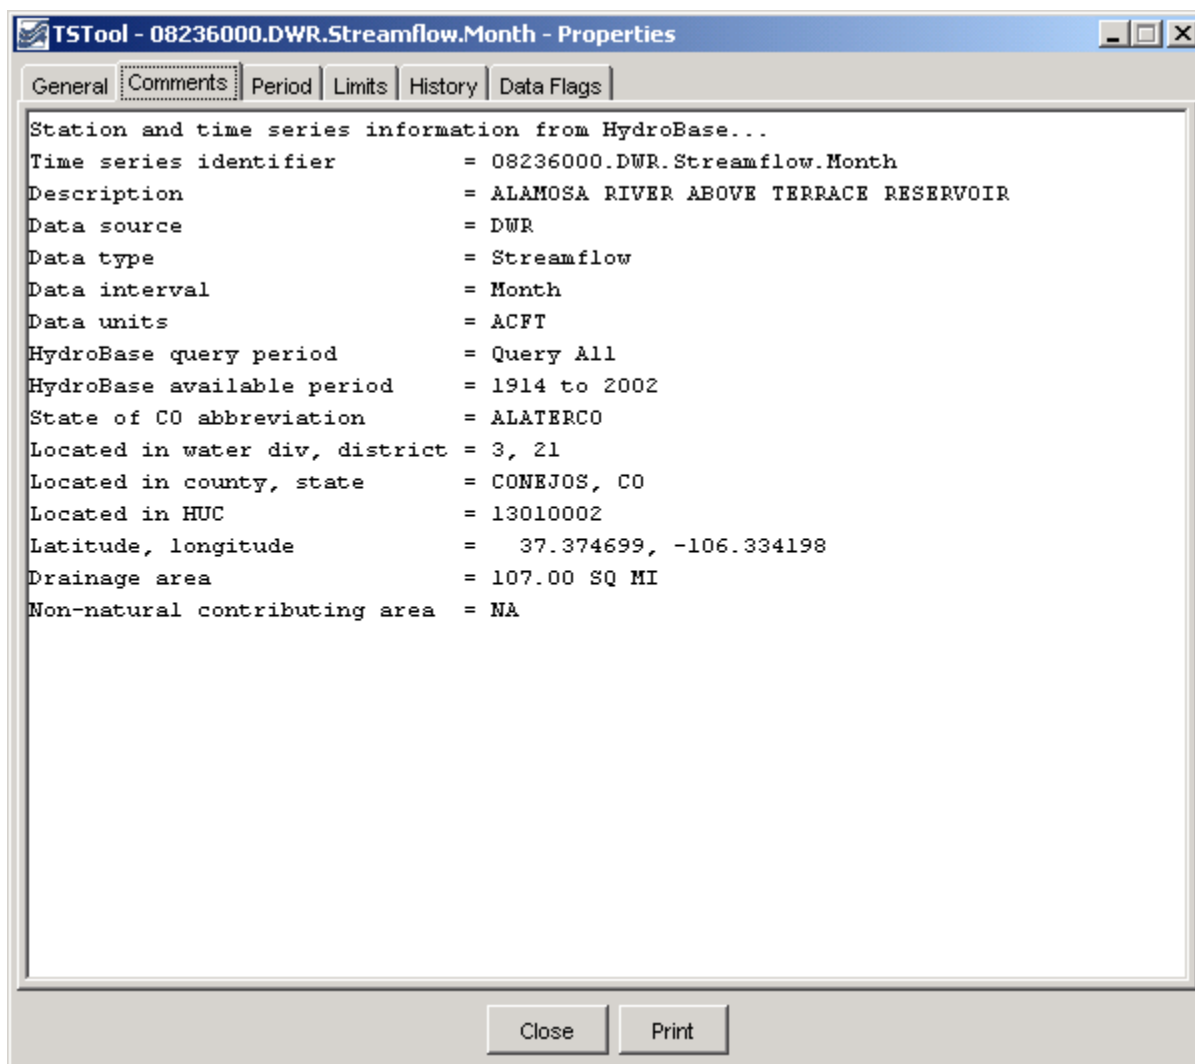 TSTool - 08236000.DWR.Streamflow.Month - Properties
General Comments Period Limits History Data Flags
Station and time series information from HydroBase...
Time series identifier = 08236000.DWR.Streamflow.Month
Description = ALAMOSA RIVER ABOVE TERRACE RESERVOIR
Data source = DWR
Data type = Streamflow
Data interval = Month
Data units = ACFT
HydroBase query period = Query All
HydroBase available period = 1914 to 2002
State of CO abbreviation = ALATERCO
Located in water div, district = 3, 21
Located in county, state = CONEJOS, CO
Located in HUC = 13010002
Latitude, longitude = 37.374699, -106.334198
Drainage area = 107.00 SQ MI
Non-natural contributing area = NA
Close Print